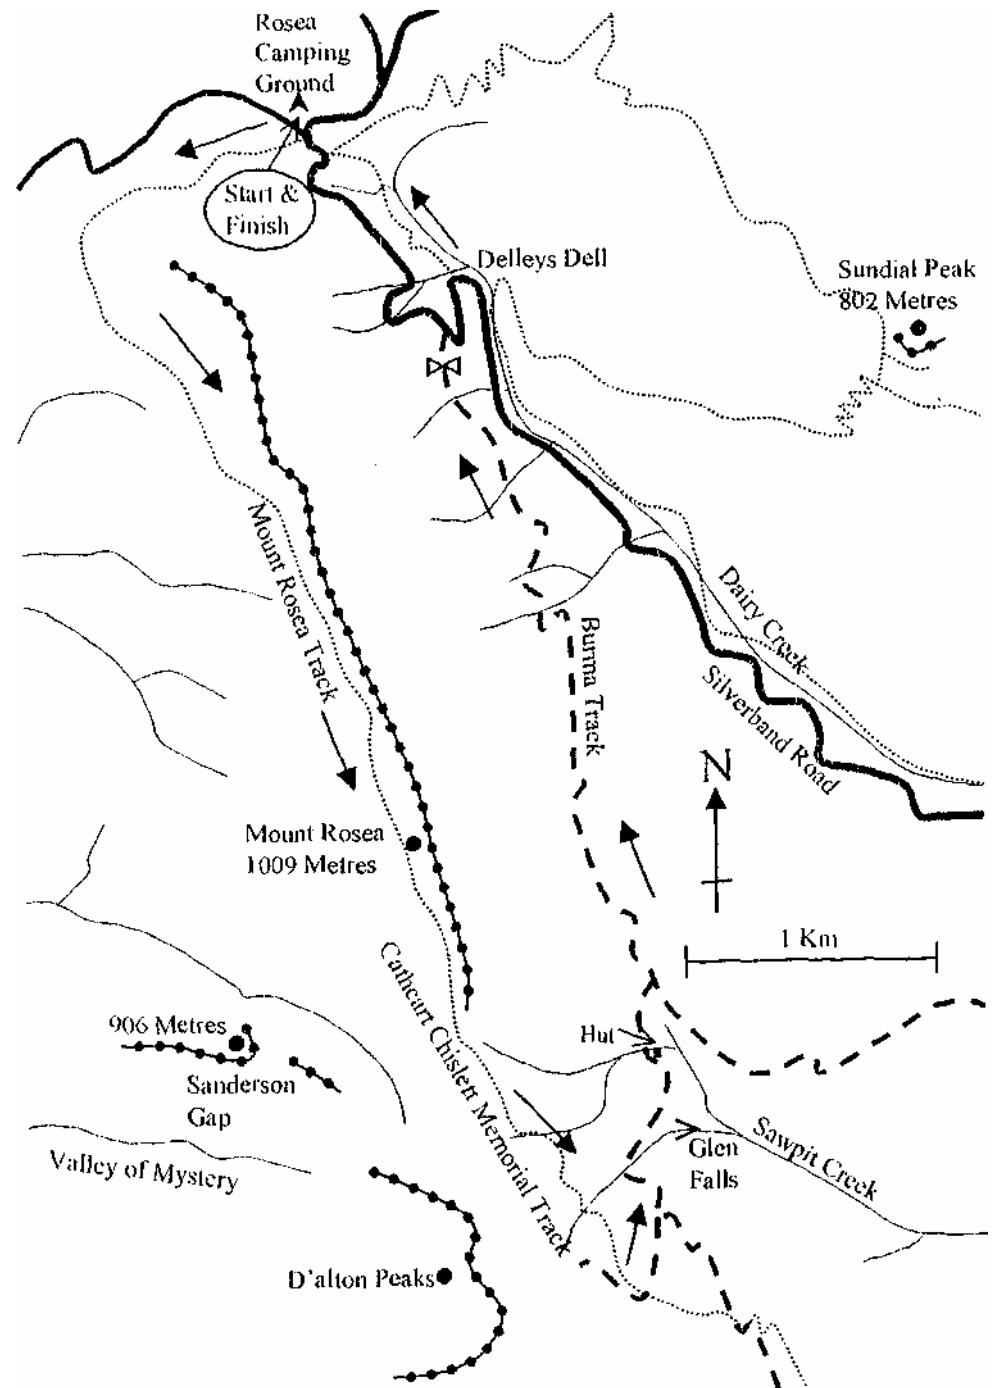 Rosea
Camping
Ground
Start &
Finish
Delleys Dell
Sundial Peak
802 Metres
Mount Rosea Track
Burma Track
Dairy Creek
Silverband Road
N
Mount Rosea
1009 Metres
1 Km
Cathcart Chislett Memorial Track
906 Metres
Sanderson
Gap
Hut
Glen
Falls
Sawpit Creek
Valley of Mystery
D'alton Peaks